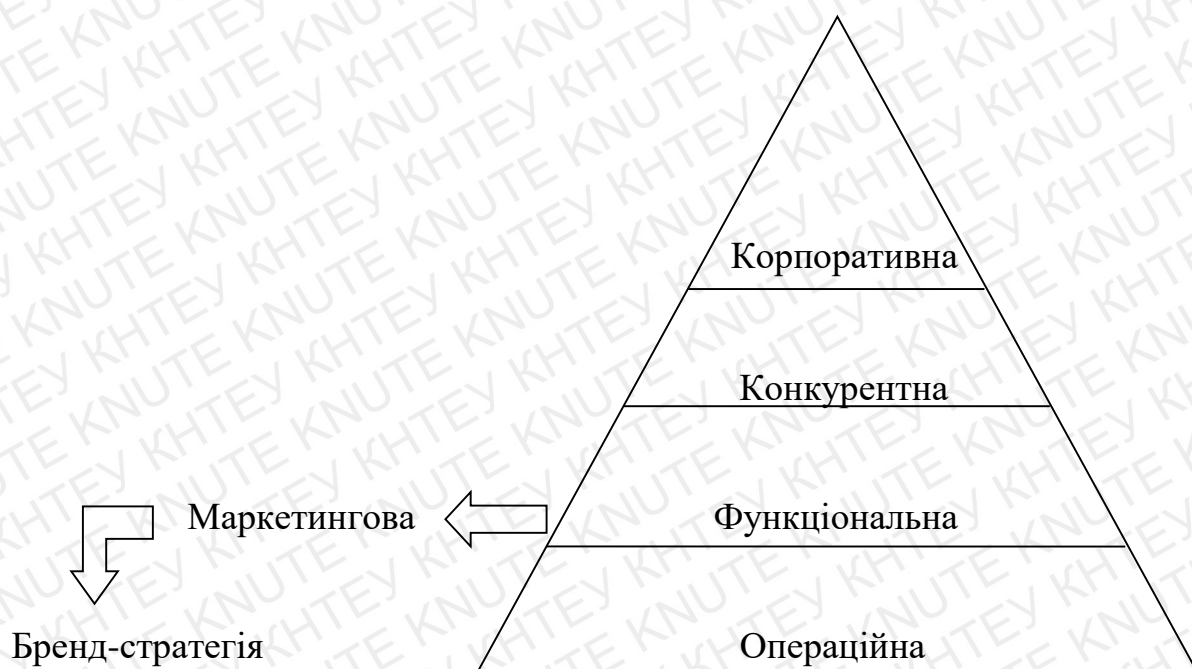 Корпоративна
Конкурентна
Маркетингова Функціональна
Бренд-стратегія Операційна